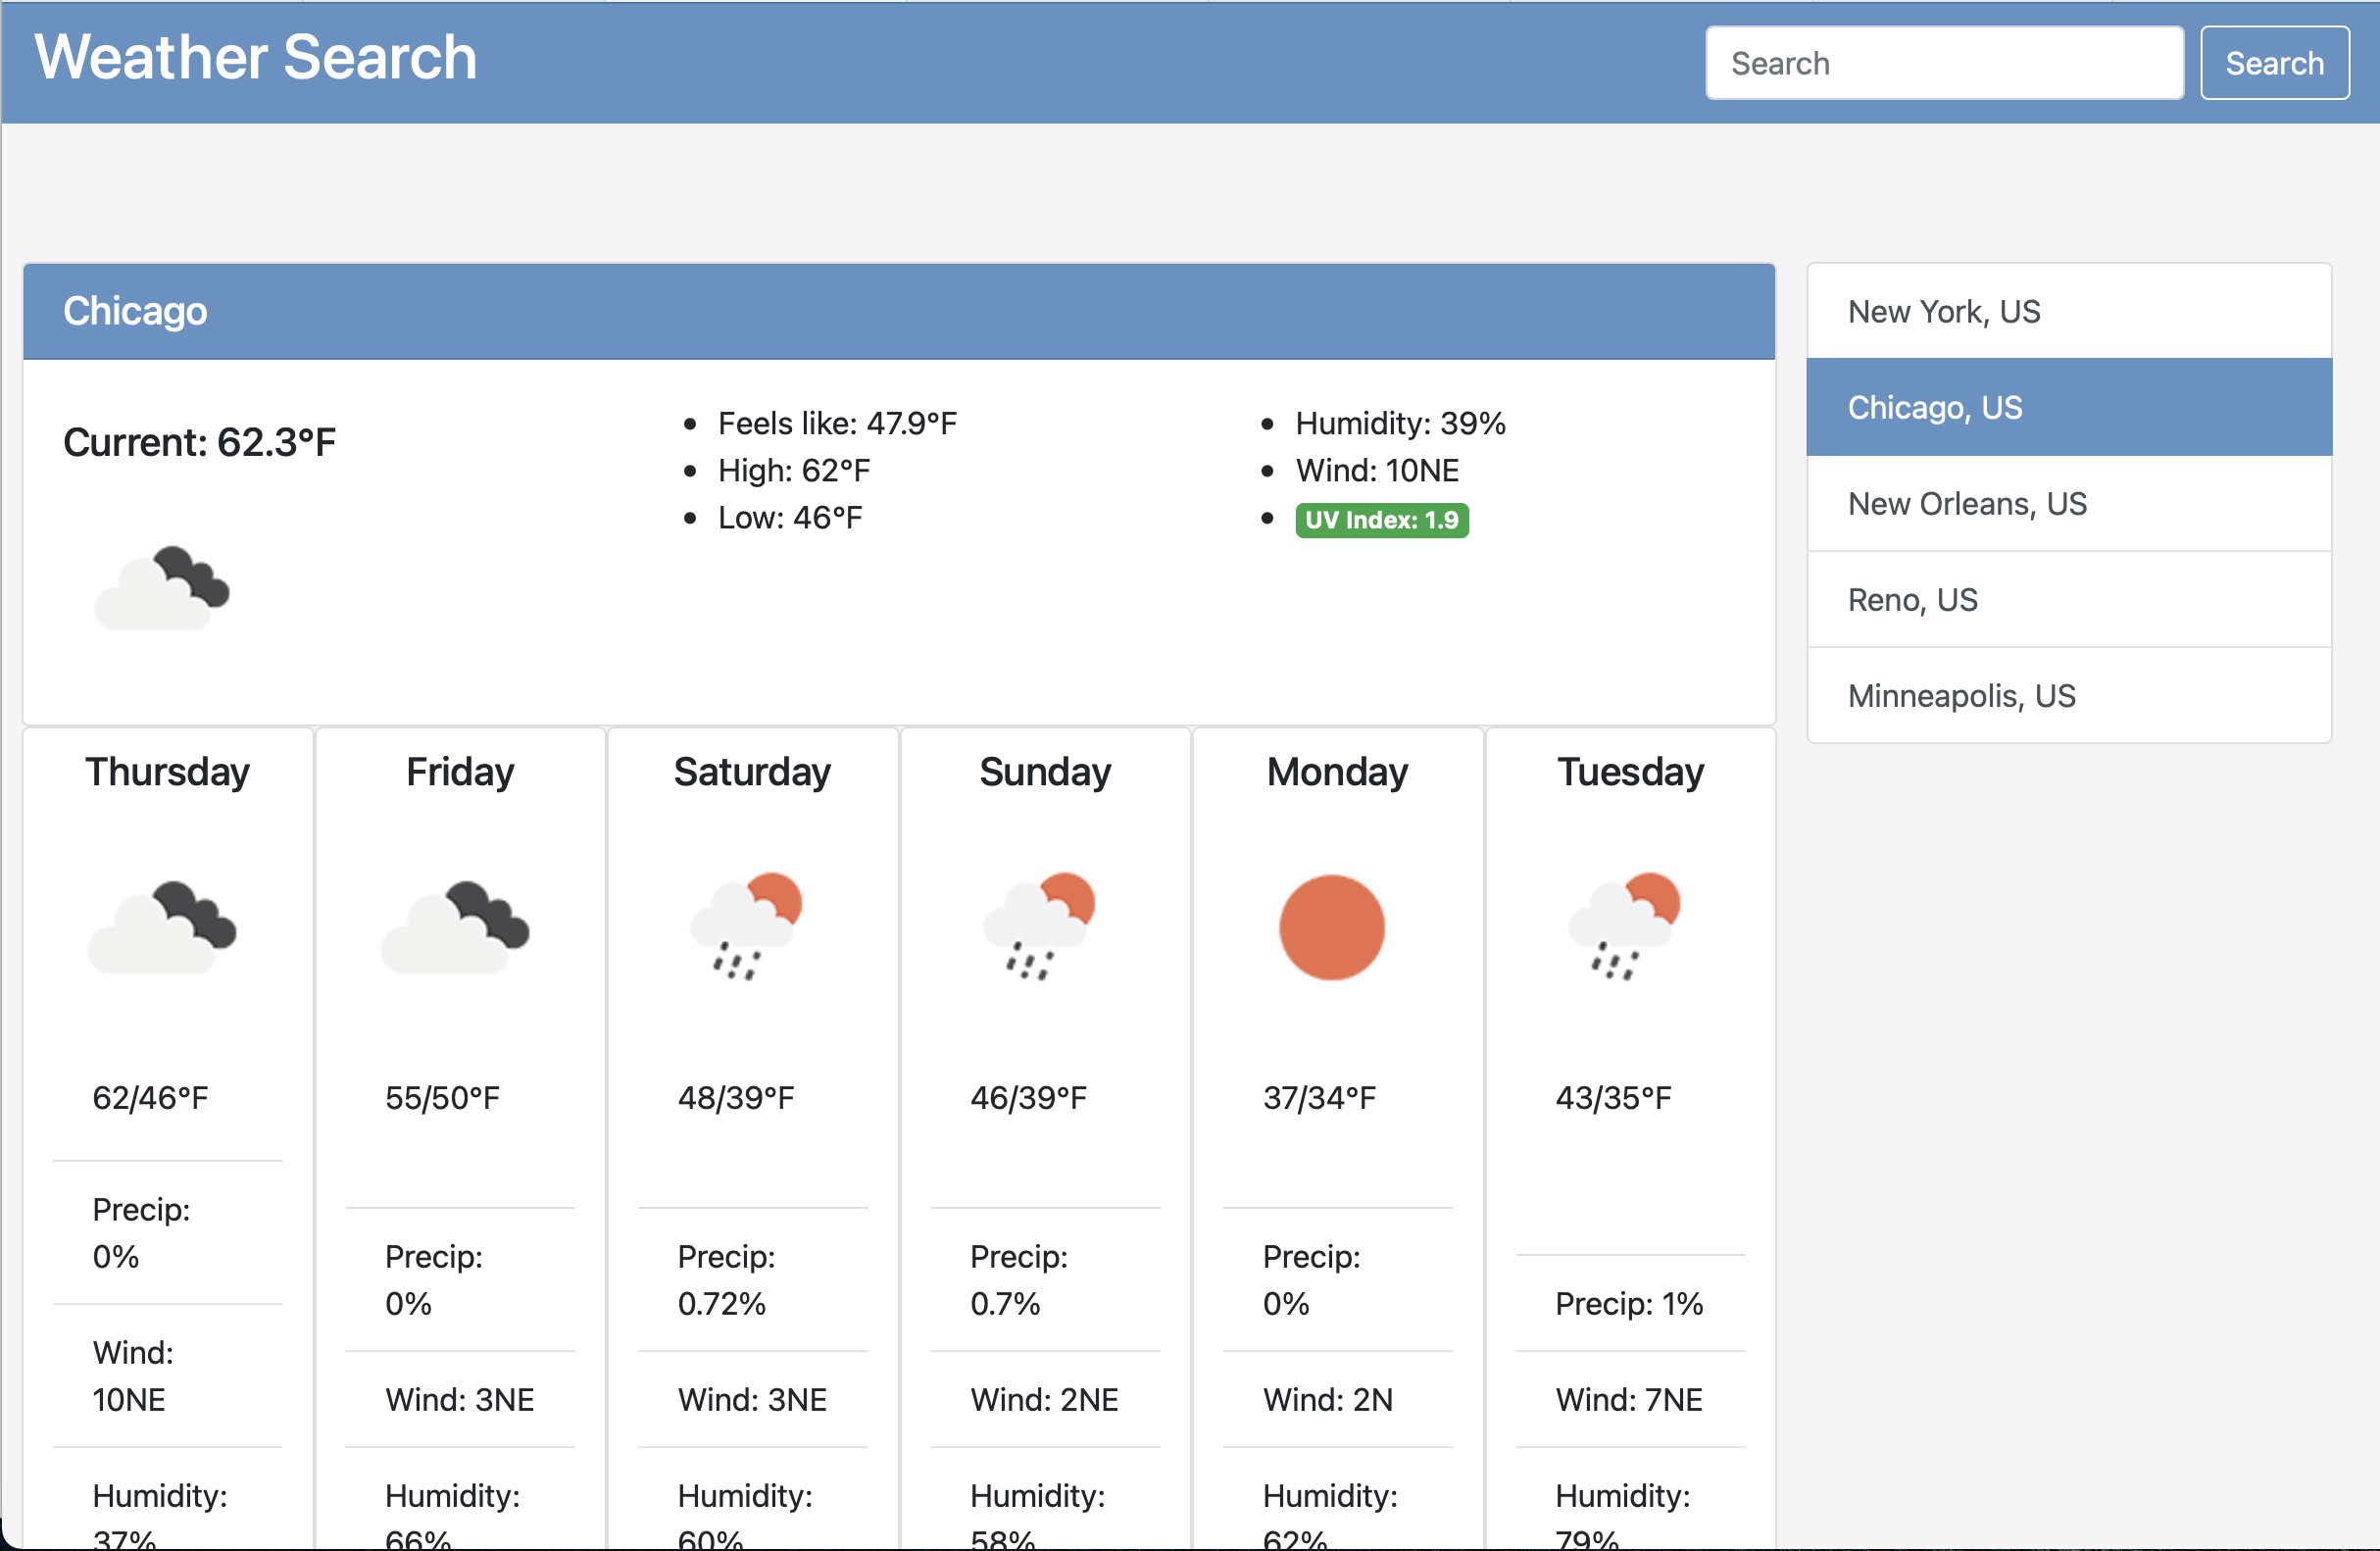 Weather Search
Search
Search
Chicago
Current: 62.3°F
Feels like: 47.9°F
High: 62°F
Low: 46°F
Humidity: 39%
Wind: 10NE
UV Index: 1.9
New York, US
Chicago, US
New Orleans, US
Reno, US
Minneapolis, US
Thursday
62/46°F
Precip:
0%
Wind:
10NE
Humidity:
37%
Friday
55/50°F
Precip:
0%
Wind: 3NE
Humidity:
66%
Saturday
48/39°F
Precip:
0.72%
Wind: 3NE
Humidity:
60%
Sunday
46/39°F
Precip:
0.7%
Wind: 2NE
Humidity:
58%
Monday
37/34°F
Precip:
0%
Wind: 2N
Humidity:
62%
Tuesday
43/35°F
Precip: 1%
Wind: 7NE
Humidity:
79%